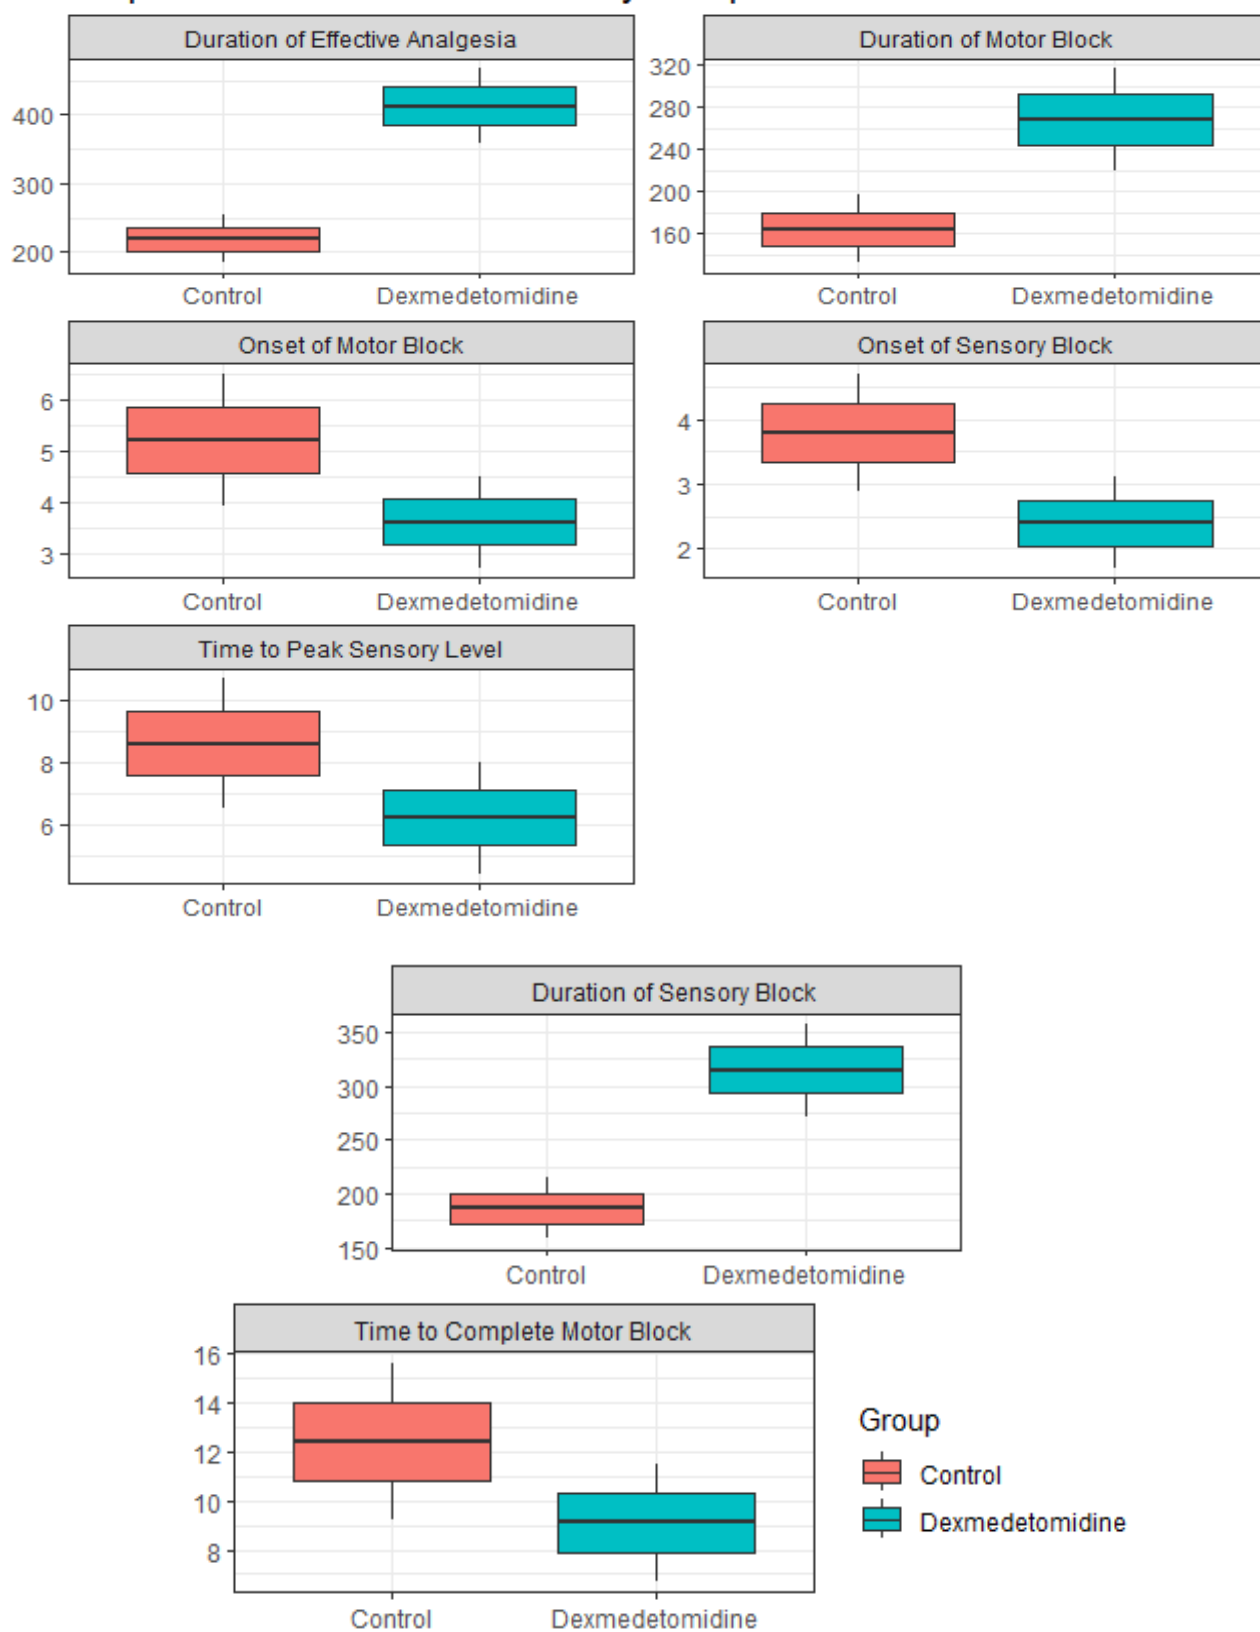 Duration of Effective Analgesia
400
300
200
Control Dexmedetomidine
Duration of Motor Block
320
280
240
200
160
Control Dexmedetomidine
Onset of Motor Block
6
5
4
3
Control Dexmedetomidine
Onset of Sensory Block
4
3
2
Control Dexmedetomidine
Time to Peak Sensory Level
10
8
6
Control Dexmedetomidine
Duration of Sensory Block
350
300
250
200
150
Control Dexmedetomidine
Time to Complete Motor Block
16
14
12
10
8
Control Dexmedetomidine
Group
Control
Dexmedetomidine